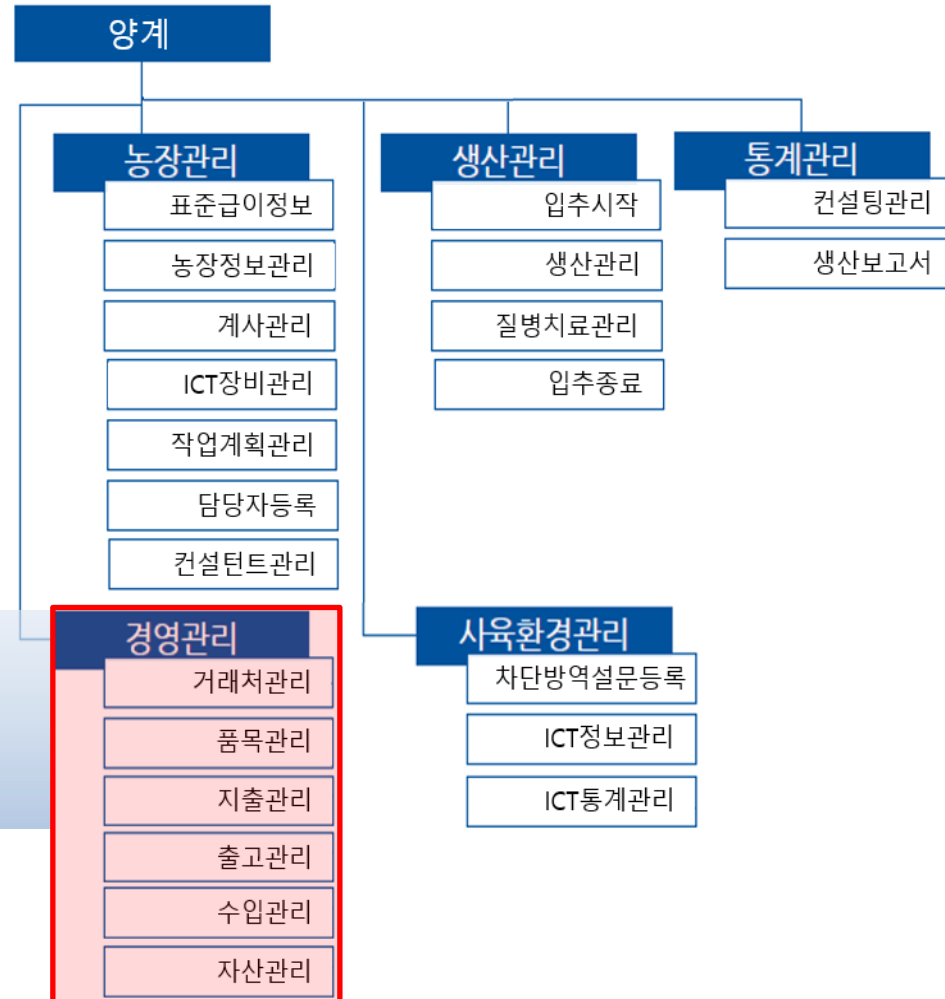 양계
농장관리
표준급이정보
농장정보관리
계사관리
ICT장비관리
작업계획관리
담당자등록
컨설턴트관리
생산관리
입추시작
생산관리
질병치료관리
입추종료
통계관리
컨설팅관리
생산보고서
경영관리
거래처관리
품목관리
지출관리
출고관리
수입관리
자산관리
사육환경관리
차단방역설문등록
ICT정보관리
ICT통계관리